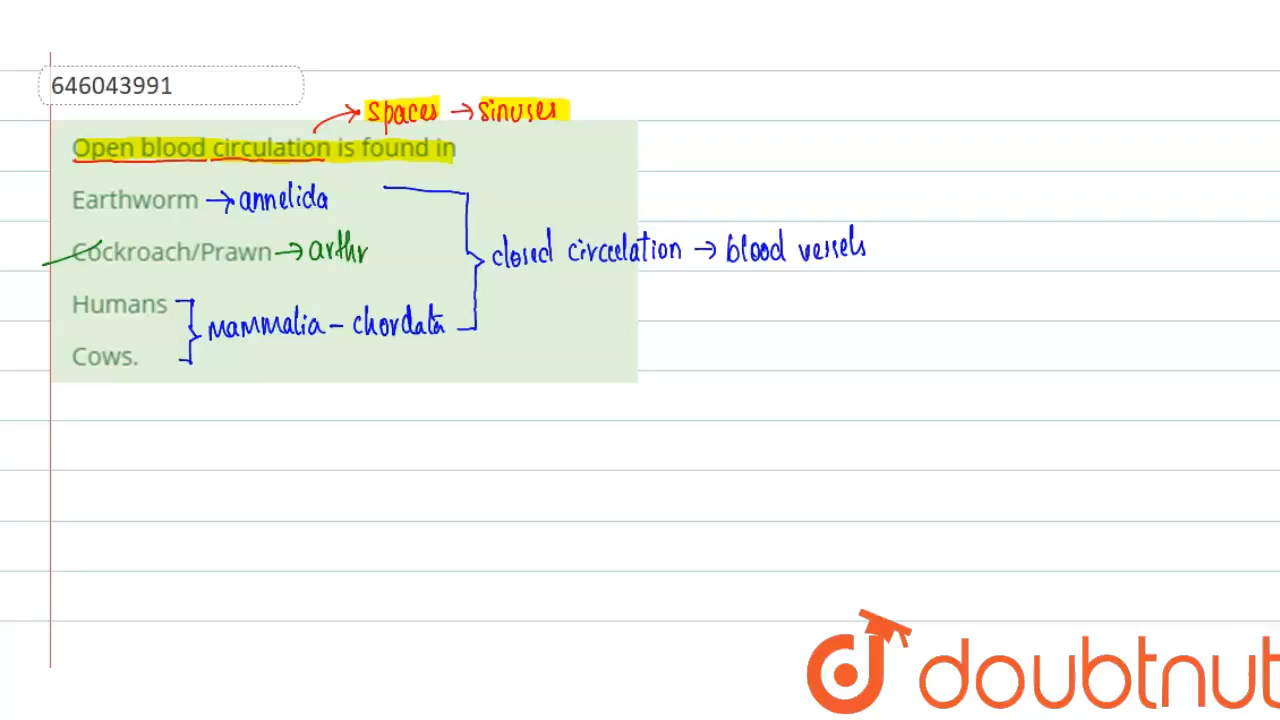 646043991
spaces → sinuses
Open blood circulation is found in
Earthworm → annelida
Cockroach/Prawn → arthr
closed circcelation → blood vessels
Humans
mammalia - chordata
Cows.
doubtnut